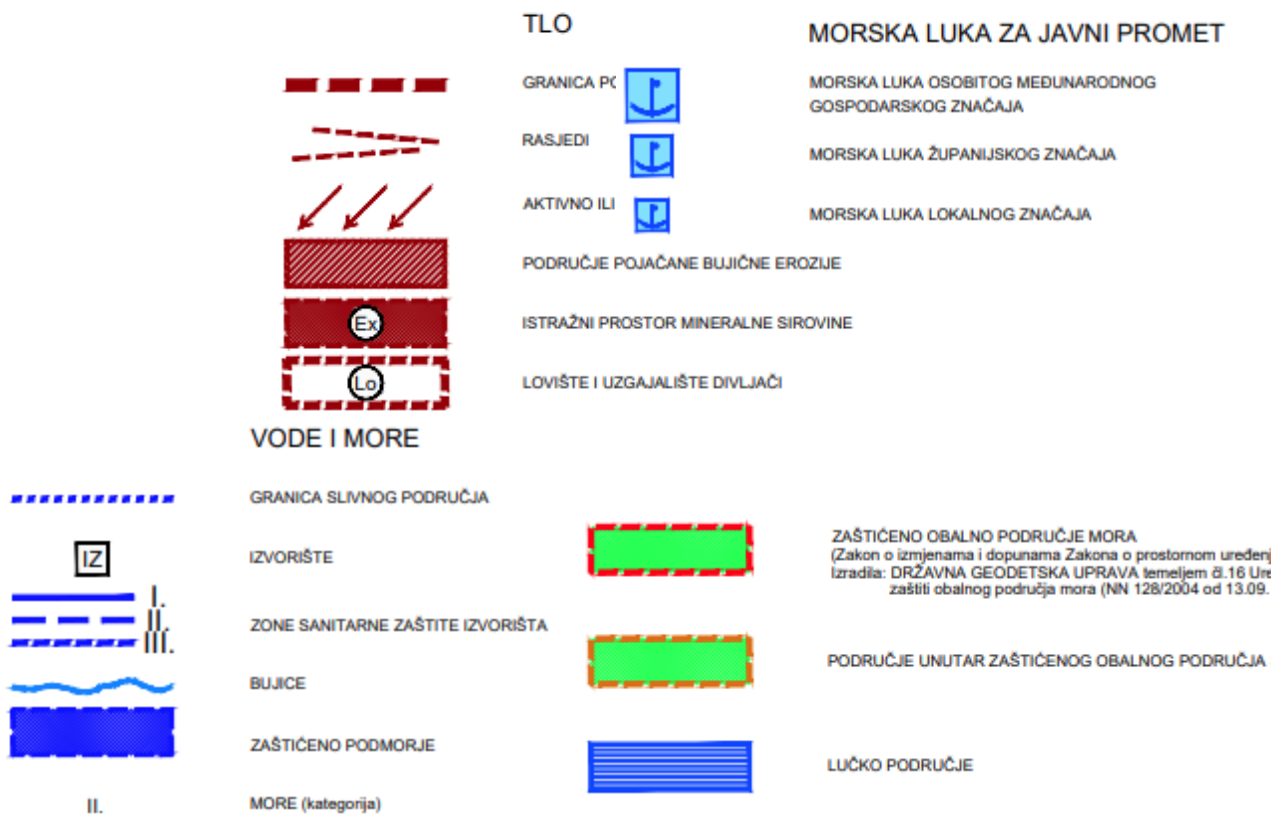 TLO
GRANICA
RASJEDI
AKTIVNO ILI
PODRUČJE POJAČANE BUJIČNE EROZIJE
Ex
ISTRAŽNI PROSTOR MINERALNE SIROVINE
Lo
LOVIŠTE I UZGAJALIŠTE DIVLJAČI
MORSKA LUKA ZA JAVNI PROMET
MORSKA LUKA OSOBITOG MEĐUNARODNOG
GOSPODARSKOG ZNAČAJA
MORSKA LUKA ŽUPANIJSKOG ZNAČAJA
MORSKA LUKA LOKALNOG ZNAČAJA
VODE I MORE
GRANICA SLIVNOG PODRUČJA
IZ
IZVORIŠTE
I.
II.
III.
ZONE SANITARNE ZAŠTITE IZVORIŠTA
BUJICE
ZAŠTIĆENO PODMORJE
II.
MORE (kategorija)
ZAŠTIĆENO OBALNO PODRUČJE MORA
(Zakon o izmjenama i dopunama Zakona o prostornom
Izradila: DRŽAVNA GEODETSKA UPRAVA temeljem čl.16
zaštiti obalnog područja mora (NN 128/2004 od 13.09.
PODRUČJE UNUTAR ZAŠTIĆENOG OBALNOG PODRUČJA
LUČKO PODRUČJE